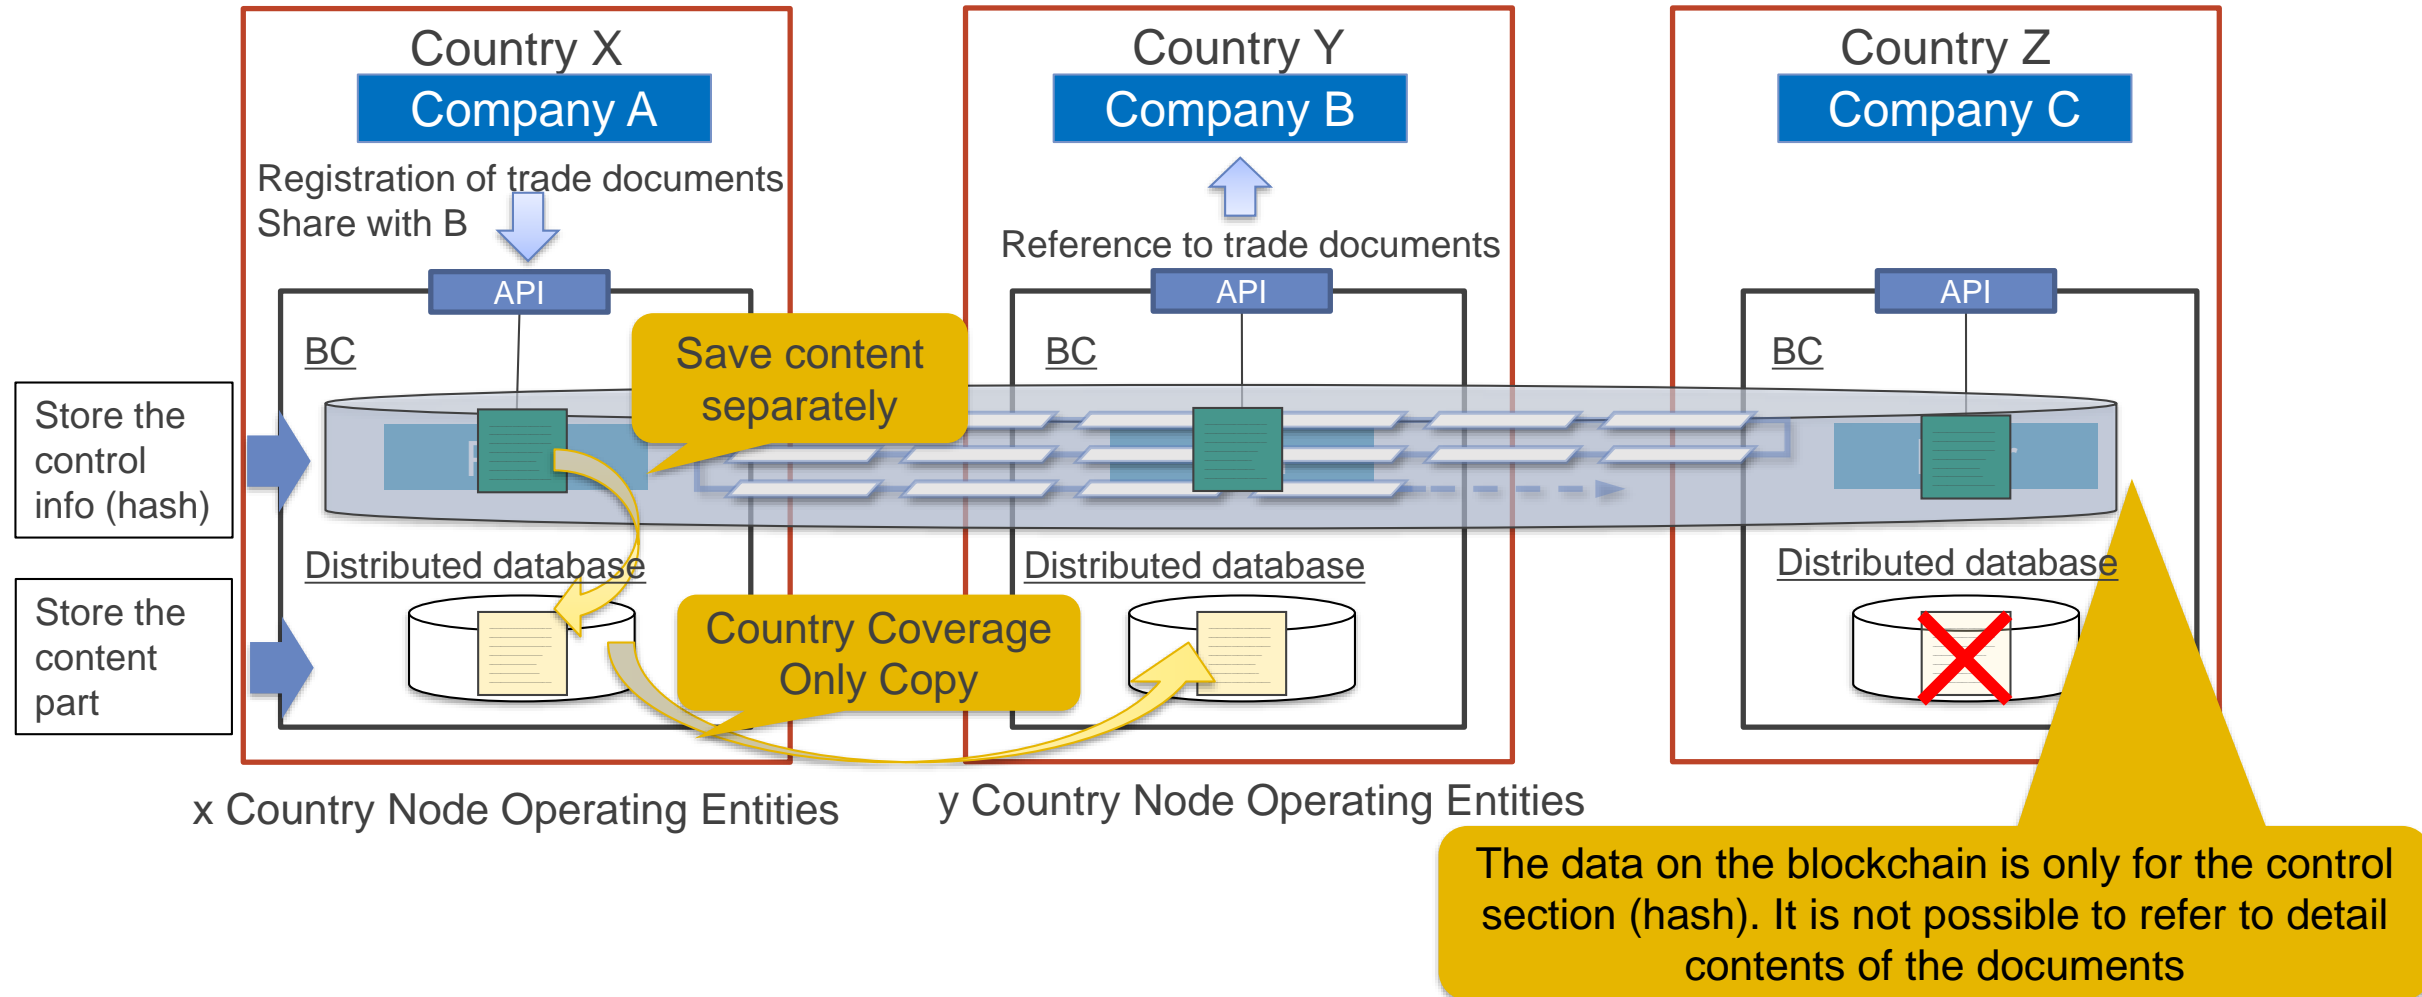 Country X
Company A
Registration of trade documents
Share with B
API
BC
Country Y
Company B
Reference to trade documents
API
BC
Country Z
Company C
API
BC
Save content
separately
Store the
control
info (hash)
Distributed database
Distributed database
Distributed database
Store the
content
part
Country Coverage
Only Copy
x Country Node Operating Entities
y Country Node Operating Entities
The data on the blockchain is only for the control
section (hash). It is not possible to refer to detail
contents of the documents